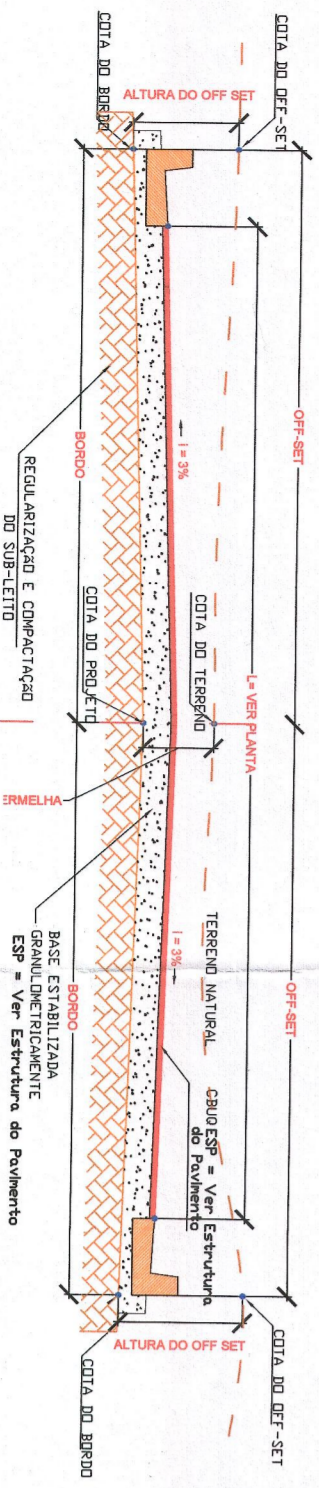 COTA DO OFF-SET
COTA DO BORDO
ALTURA DO OFF SET
OFF-SET
OFF-SET
L= VER PLANTA
i = 3%
i = 3%
COTA DO TERRENO
TERRENO NATURAL
CBUQ ESP = Ver Estrutura
do Pavimento
BORDO
BORDO
REGULARIZAÇÃO E COMPACTAÇÃO
DO SUB-LEITO
COTA DO PROJETO
ERMELHA
BASE ESTABILIZADA
GRANULOMETRICAMENTE
ESP = Ver Estrutura do Pavimento
ALTURA DO OFF SET
COTA DO OFF-SET
COTA DO BORDO